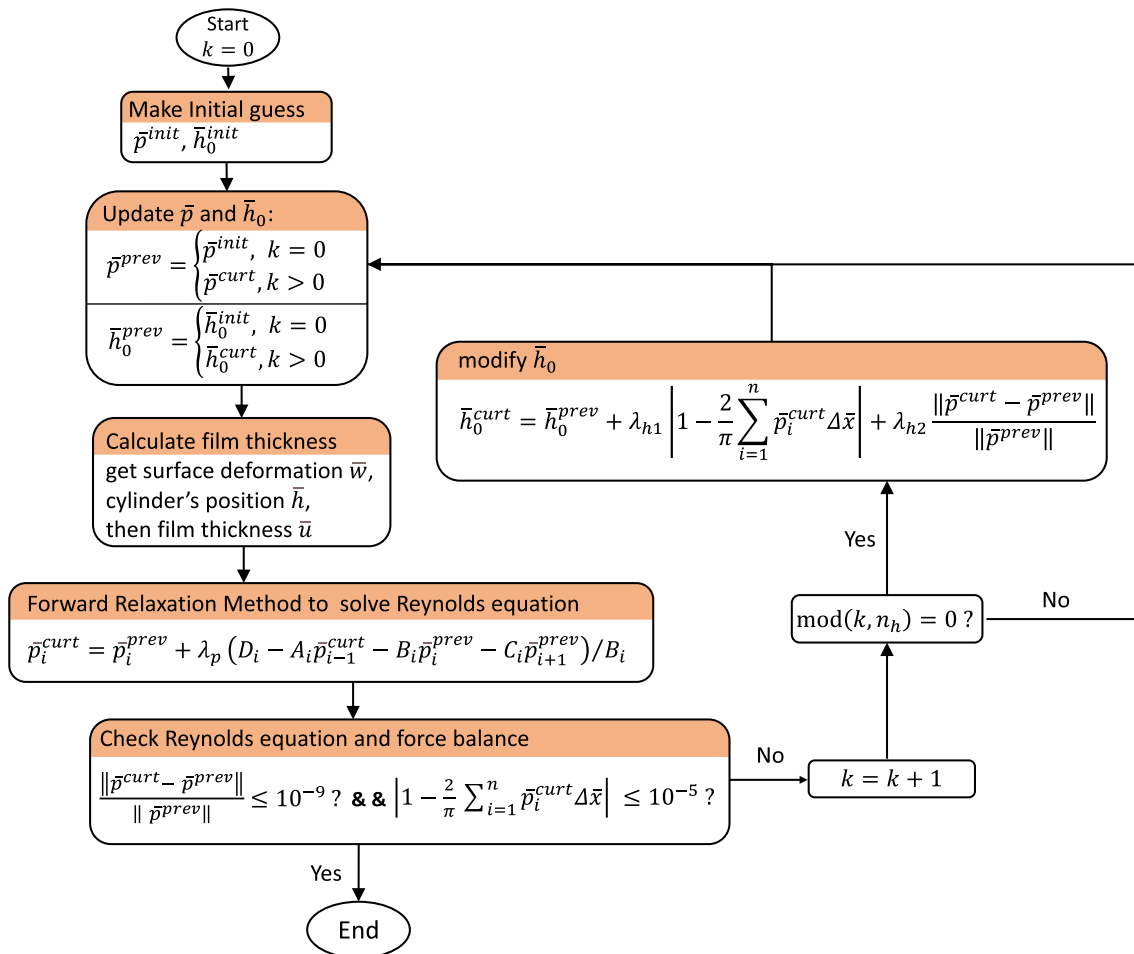 Start
k = 0
Make Initial guess
p̄^{init}, h̄_0^{init}
Update p̄ and h̄_0:
p̄^{prev} = { p̄^{init}, k = 0
p̄^{curt}, k > 0
h̄_0^{prev} = { h̄_0^{init}, k = 0
h̄_0^{curt}, k > 0
Calculate film thickness
get surface deformation w̄,
cylinder's position h̄,
then film thickness ū
Forward Relaxation Method to solve Reynolds equation
p̄_i^{curt} = p̄_i^{prev} + λ_p (D_i − A_i p̄_{i−1}^{curt} − B_i p̄_i^{prev} − C_i p̄_{i+1}^{prev})/B_i
Check Reynolds equation and force balance
‖p̄^{curt} − p̄^{prev}‖ / ‖p̄^{prev}‖ ≤ 10^{−9} ? && |1 − 2/π ∑_{i=1}^{n} p̄_i^{curt} Δx̄| ≤ 10^{−5} ?
Yes
End
No
k = k + 1
mod(k, n_h) = 0 ?
No
Yes
modify h̄_0
h̄_0^{curt} = h̄_0^{prev} + λ_{h1} |1 − 2/π ∑_{i=1}^{n} p̄_i^{curt} Δx̄| + λ_{h2} ‖p̄^{curt} − p̄^{prev}‖ / ‖p̄^{prev}‖